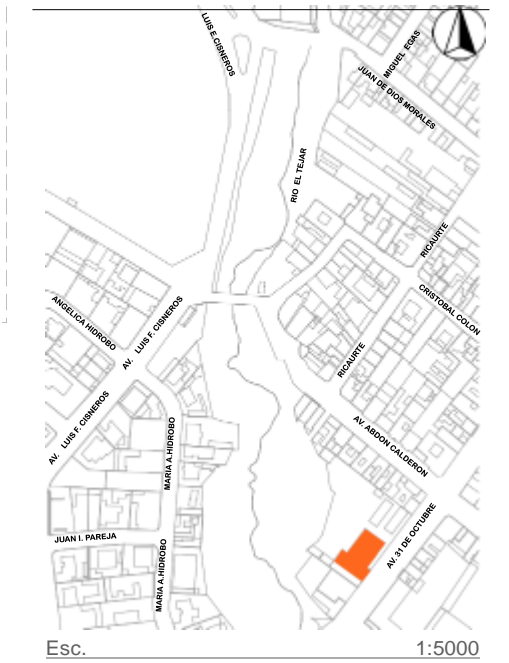 LUIS E.CISNEROS
MIGUEL EGAS
JUAN DE DIOS MORALES
RIO EL TEJAR
RICAURTE
CRISTOBAL COLON
ANGELICA HIDROBO
AV. LUIS F. CISNEROS
RICAURTE
AV. LUIS F. CISNEROS
MARIA A.HIDROBO
AV. ABDON CALDERON
AV. 31 DE OCTUBRE
JUAN I. PAREJA
MARIA A.HIDROBO
Esc. 1:5000